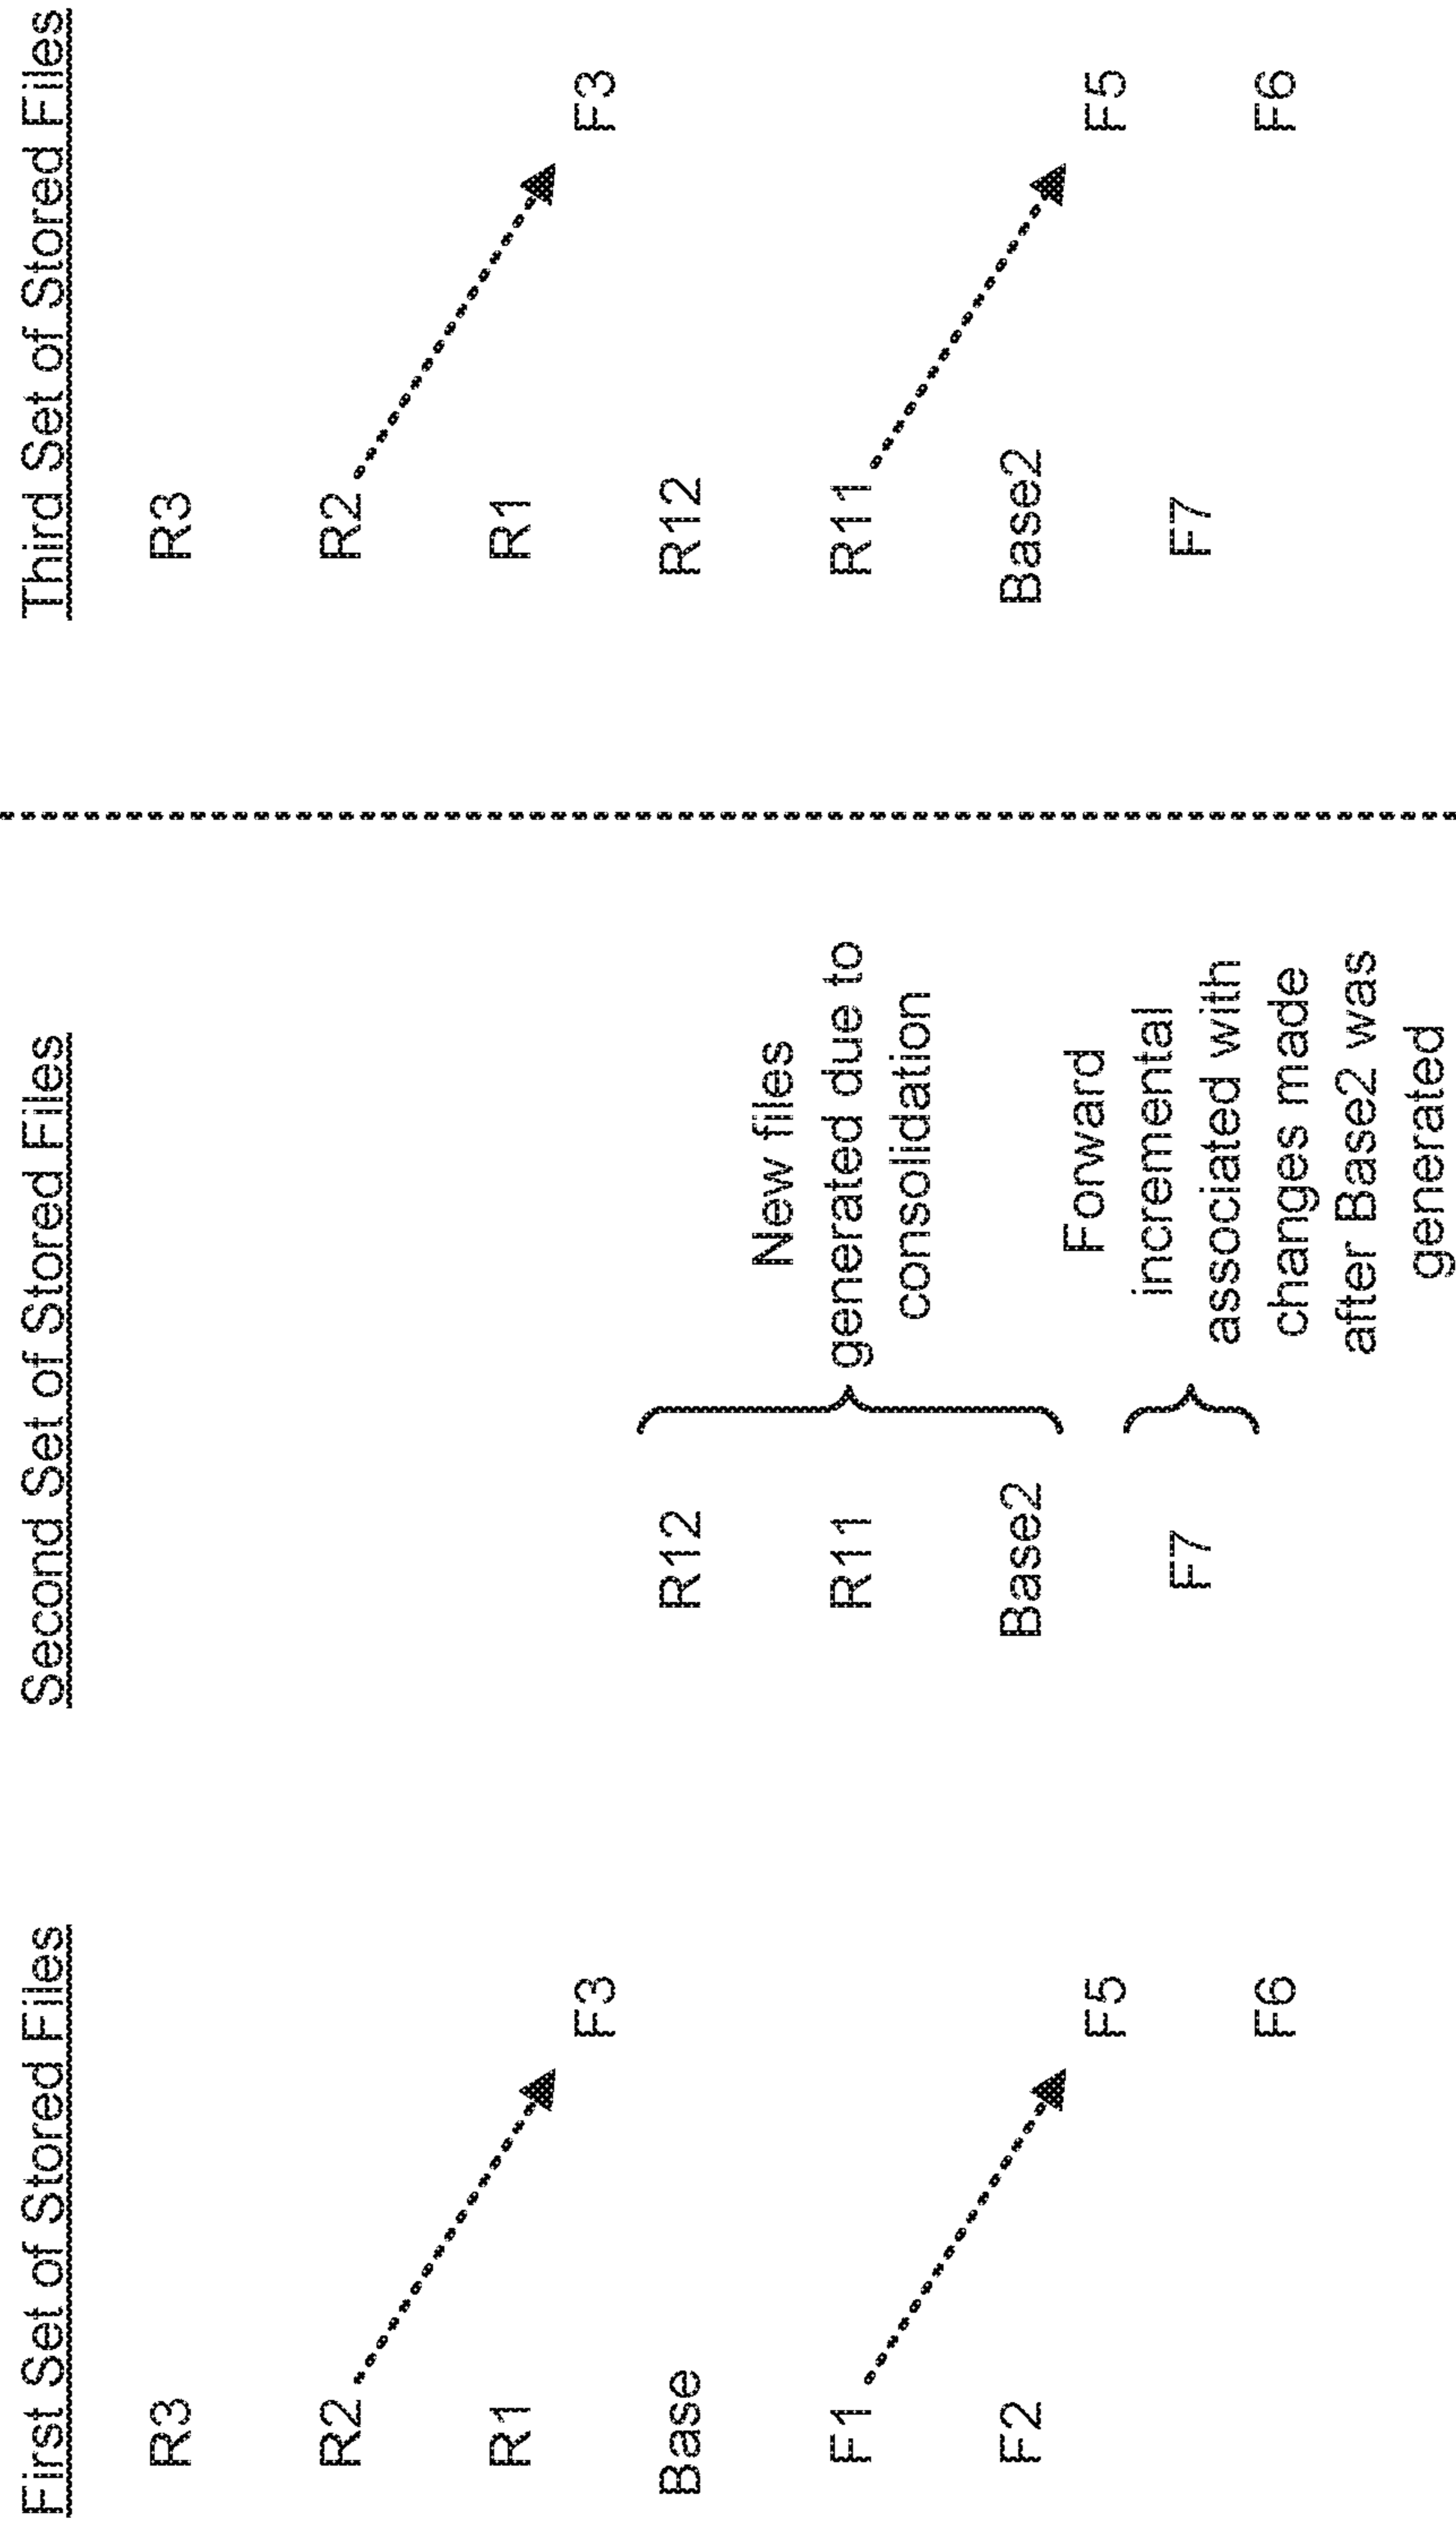 First Set of Stored Files
R3
R2
R1
F3
Base
F1
F2
F5
F6
Second Set of Stored Files
R12
R11
Base2
New files
generated due to
consolidation
F7
Forward
incremental
associated with
changes made
after Base2 was
generated
Third Set of Stored Files
R3
R2
R1
F3
R12
R11
Base2
F5
F7
F6